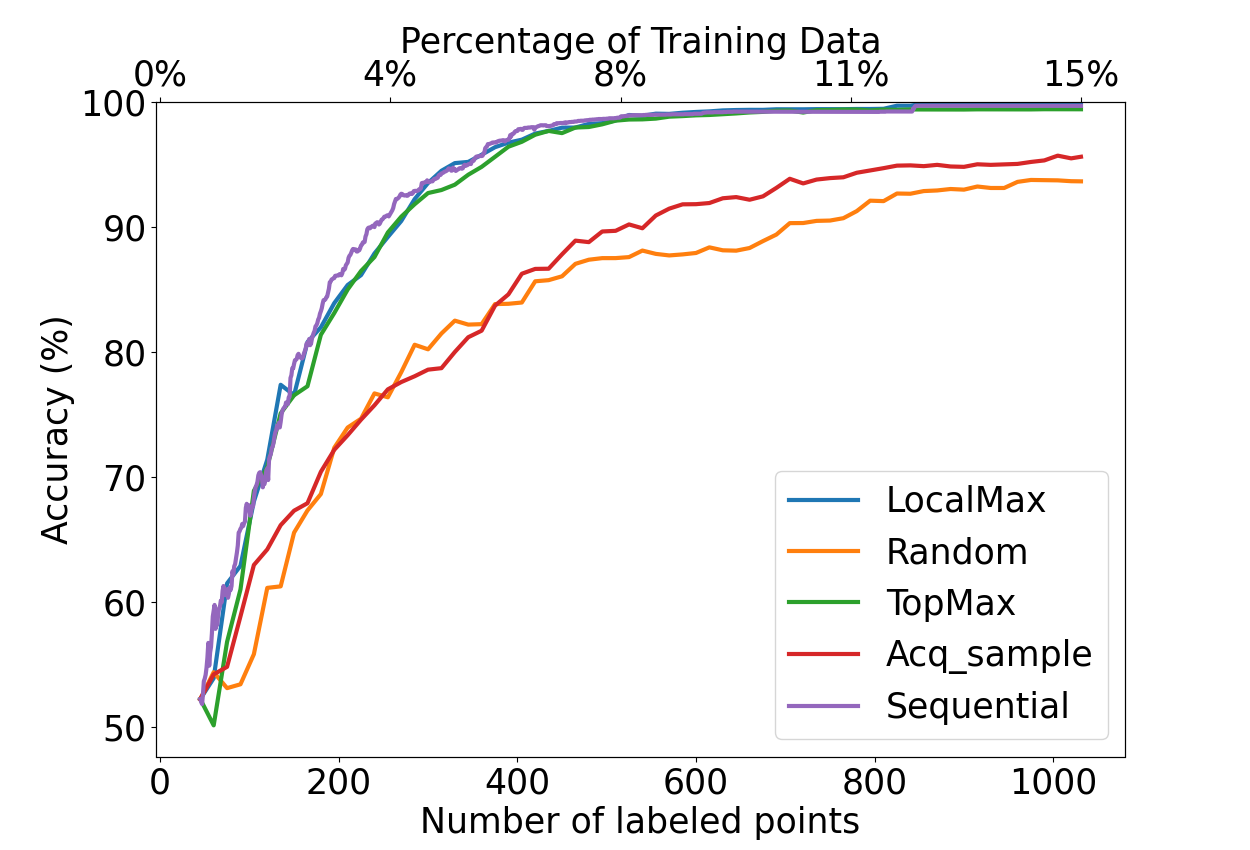 Percentage of Training Data
0% 4% 8% 11% 15%
100
90
80
70
60
50
Accuracy (%)
LocalMax
Random
TopMax
Acq_sample
Sequential
0 200 400 600 800 1000
Number of labeled points